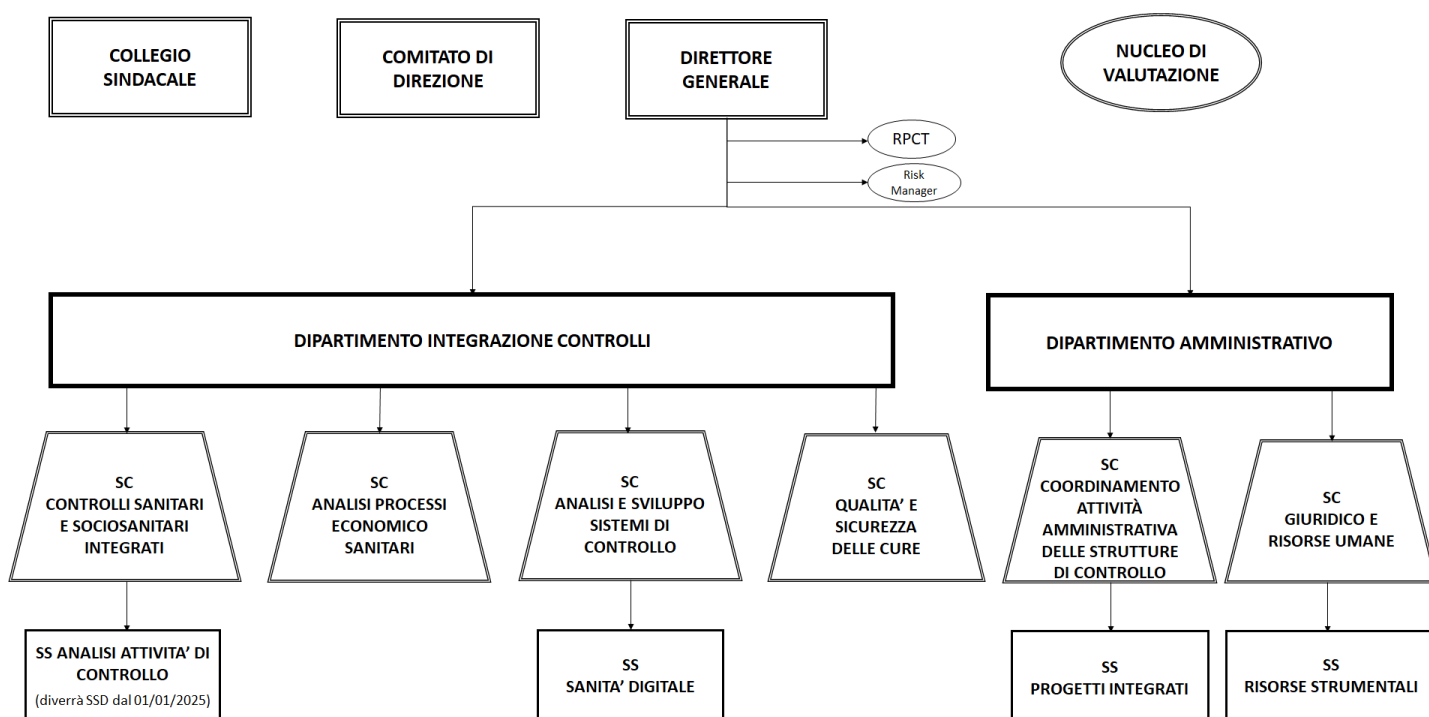 COLLEGIO
SINDACALE
COMITATO DI
DIREZIONE
DIRETTORE
GENERALE
NUCLEO DI
VALUTAZIONE
RPCT
Risk
Manager
DIPARTIMENTO INTEGRAZIONE CONTROLLI
DIPARTIMENTO AMMINISTRATIVO
SC
CONTROLLI SANITARI
E SOCIOSANITARI
INTEGRATI
SC
ANALISI PROCESSI
ECONOMICO
SANITARI
SC
ANALISI E SVILUPPO
SISTEMI DI
CONTROLLO
SC
QUALITA' E
SICUREZZA
DELLE CURE
SC
COORDINAMENTO
ATTIVITÀ
AMMINISTRATIVA
DELLE STRUTTURE
DI CONTROLLO
SC
GIURIDICO E
RISORSE UMANE
SS ANALISI ATTIVITA' DI
CONTROLLO
(diverrà SSD dal 01/01/2025)
SS
SANITA' DIGITALE
SS
PROGETTI INTEGRATI
SS
RISORSE STRUMENTALI